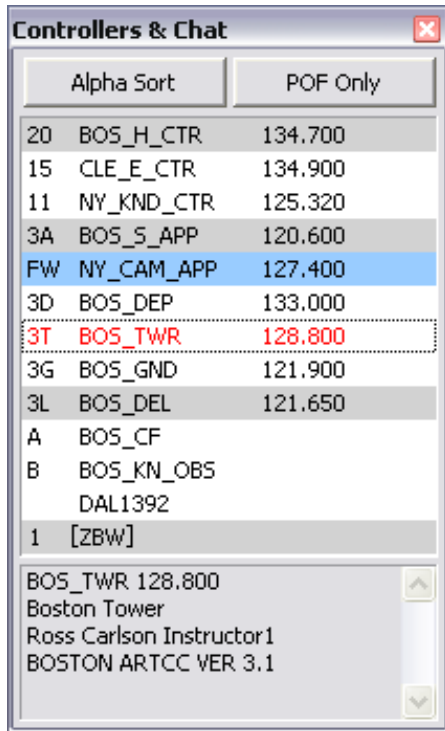 Controllers & Chat
Alpha Sort POF Only
20 BOS_H_CTR 134.700
15 CLE_E_CTR 134.900
11 NY_KND_CTR 125.320
3A BOS_S_APP 120.600
FW NY_CAM_APP 127.400
3D BOS_DEP 133.000
3T BOS_TWR 128.800
3G BOS_GND 121.900
3L BOS_DEL 121.650
A BOS_CF
B BOS_KN_OBS
DAL1392
1 [ZBW]
BOS_TWR 128.800
Boston Tower
Ross Carlson Instructor1
BOSTON ARTCC VER 3.1